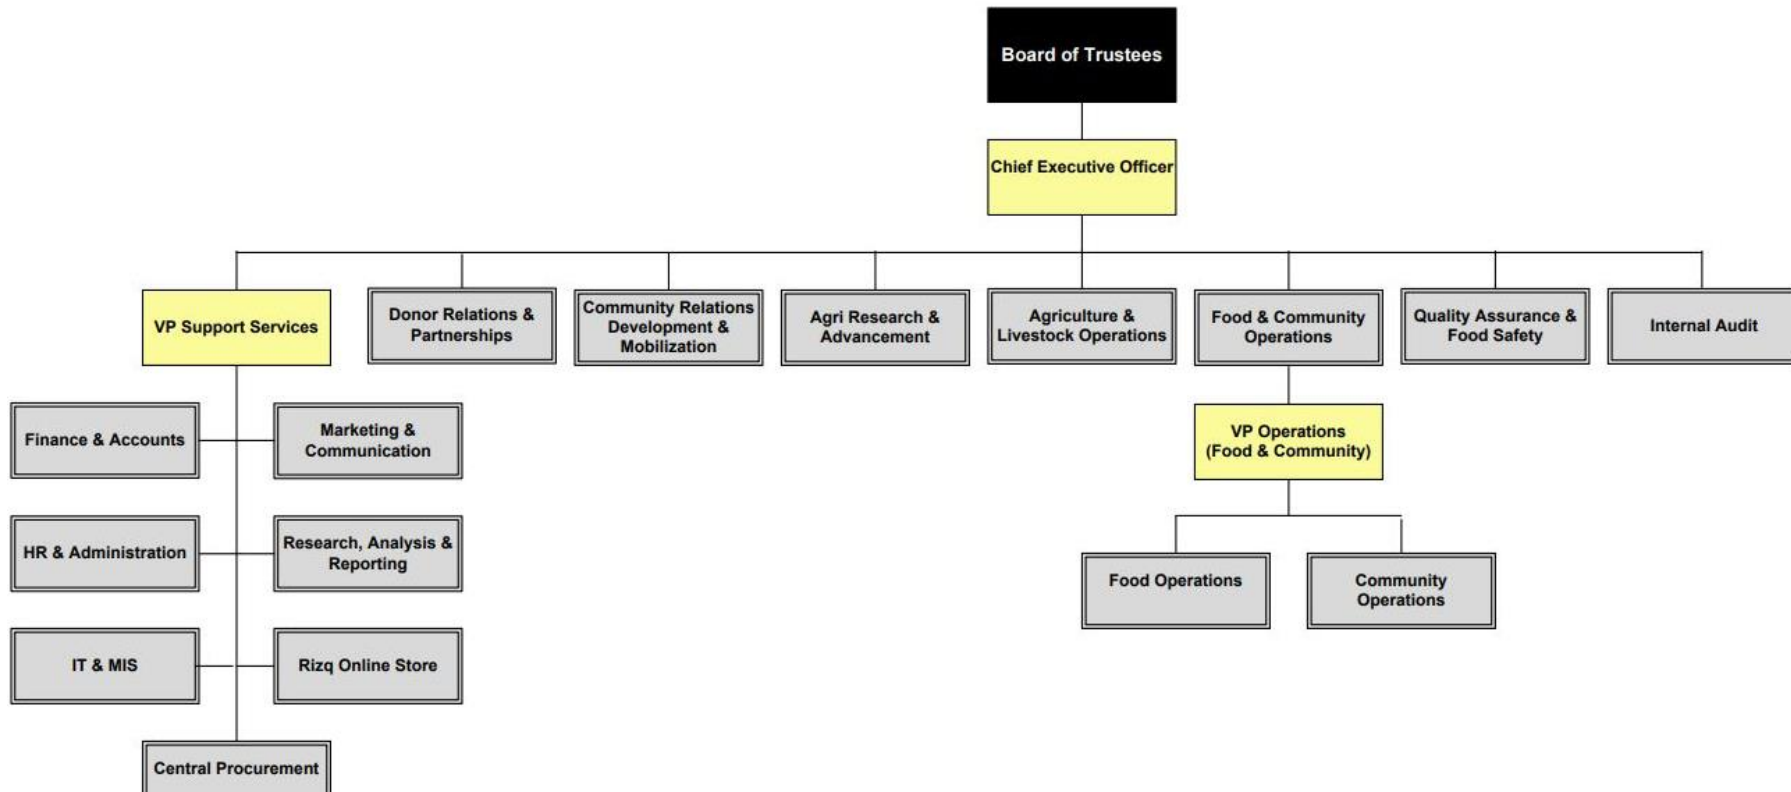 Board of Trustees
Chief Executive Officer
VP Support Services
Donor Relations &
Partnerships
Community Relations
Development &
Mobilization
Agri Research &
Advancement
Agriculture &
Livestock Operations
Food & Community
Operations
Quality Assurance &
Food Safety
Internal Audit
Finance & Accounts
Marketing &
Communication
VP Operations
(Food & Community)
HR & Administration
Research, Analysis &
Reporting
Food Operations
Community
Operations
IT & MIS
Rizq Online Store
Central Procurement